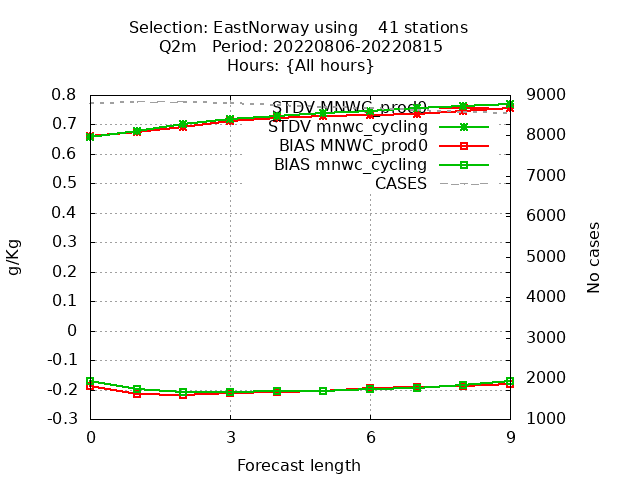 Selection: EastNorway using 41 stations
Q2m Period: 20220806-20220815
Hours: {All hours}
STDV MNWC_prod0
STDV mnwc_cycling
BIAS MNWC_prod0
BIAS mnwc_cycling
CASES
0.8
0.7
0.6
0.5
0.4
0.3
0.2
0.1
0
-0.1
-0.2
-0.3
9000
8000
7000
6000
5000
4000
3000
2000
1000
0 3 6 9
g/Kg
No cases
Forecast length